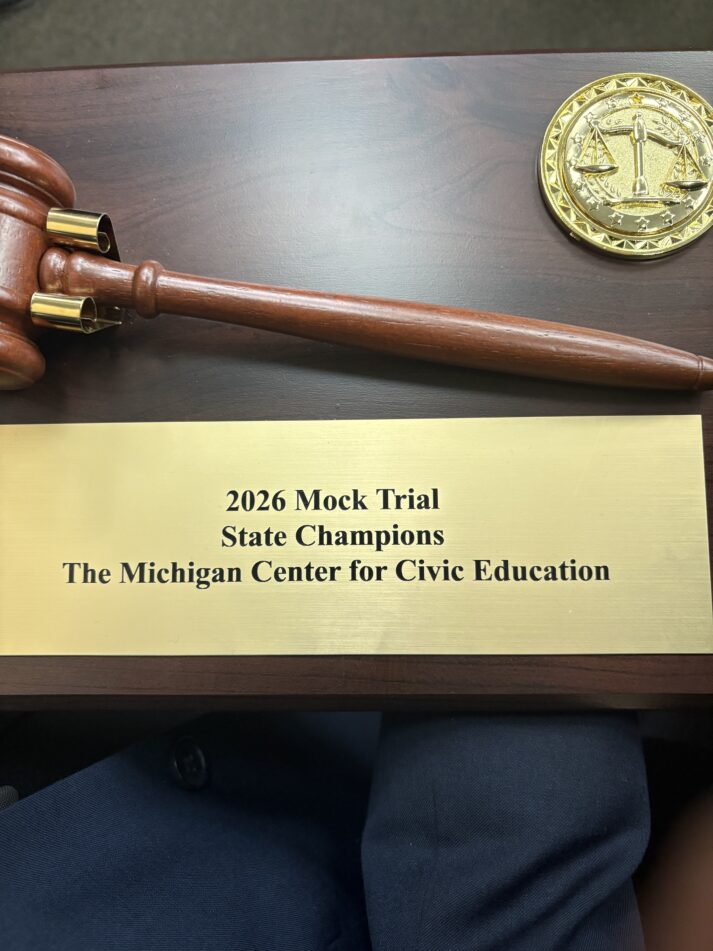 2026 Mock Trial
State Champions
The Michigan Center for Civic Education